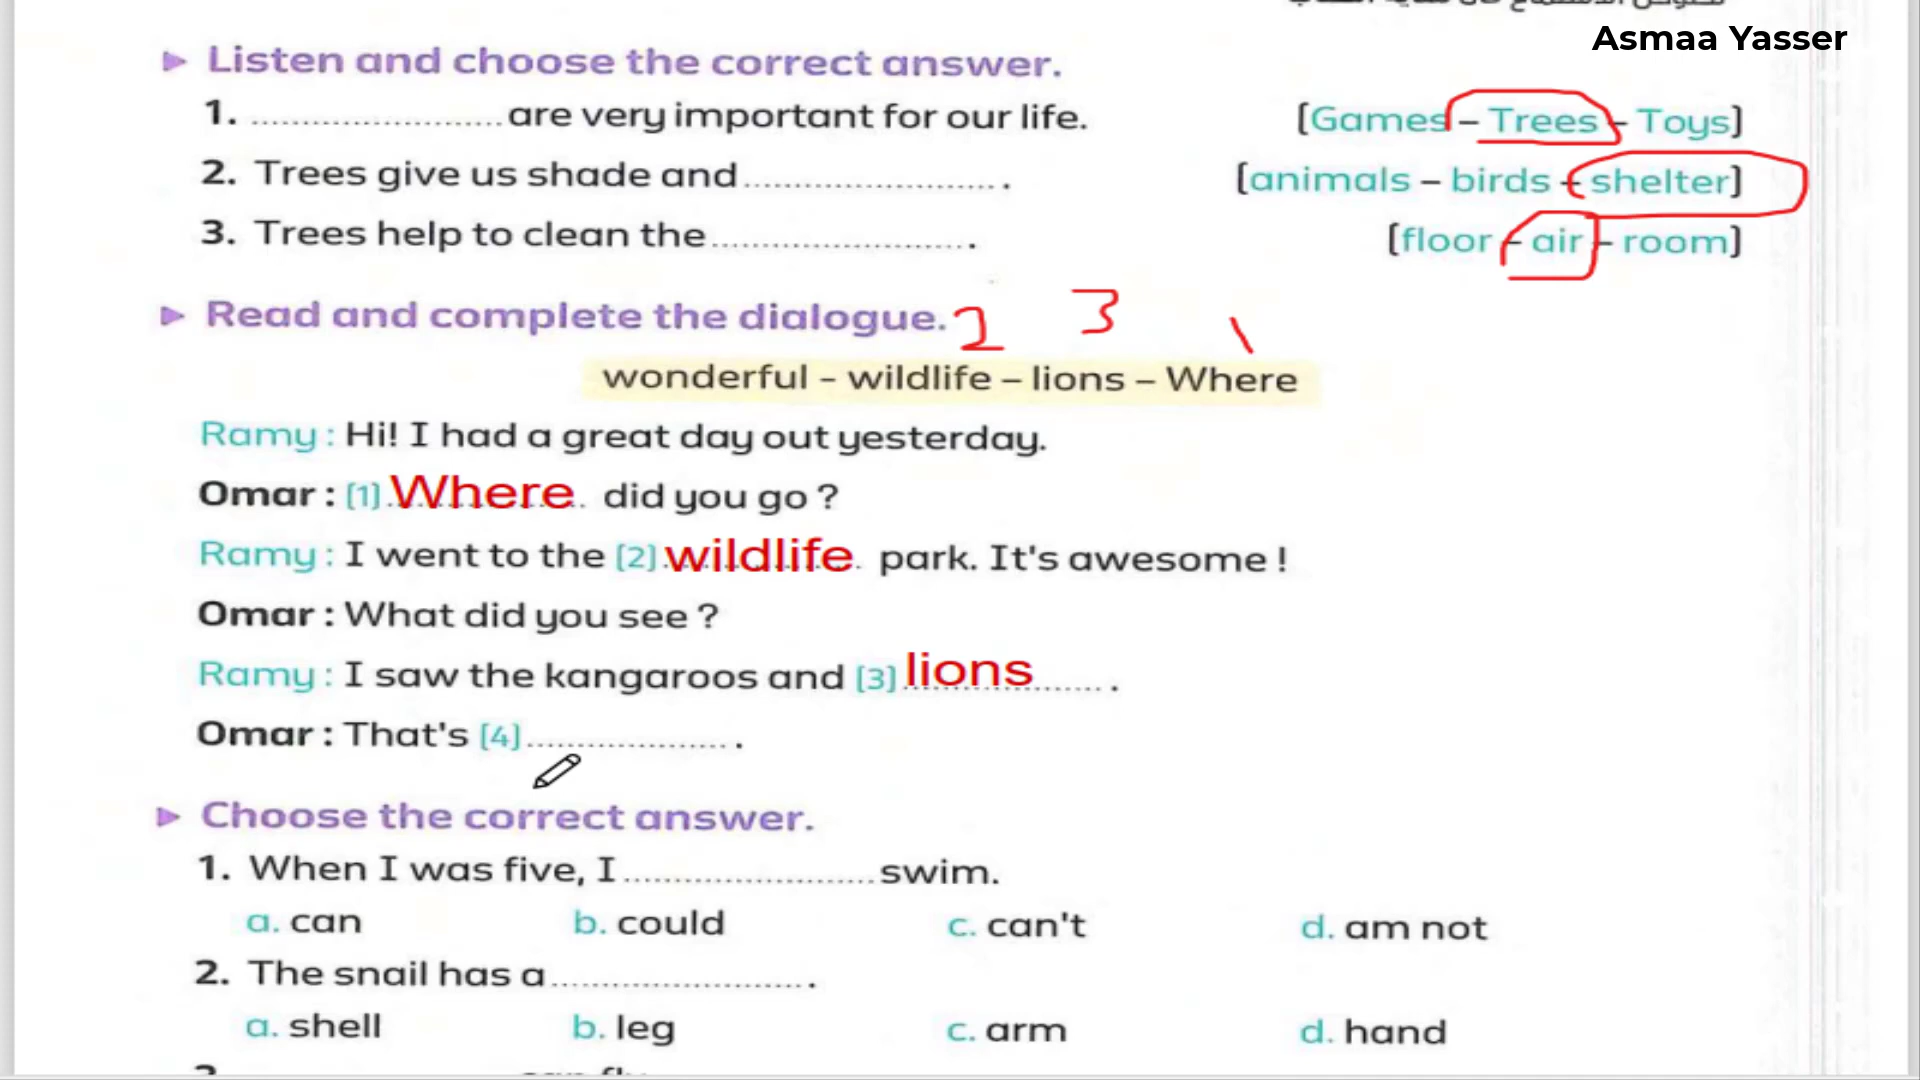 Asmaa Yasser
Listen and choose the correct answer.
1. ........................ are very important for our life. [Games – Trees – Toys]
2. Trees give us shade and ........................ . [animals – birds – shelter]
3. Trees help to clean the ........................ . [floor – air – room]
Read and complete the dialogue. 2 3 1
wonderful – wildlife – lions – Where
Ramy : Hi! I had a great day out yesterday.
Omar : [1] Where did you go ?
Ramy : I went to the [2] wildlife park. It's awesome !
Omar : What did you see ?
Ramy : I saw the kangaroos and [3] lions .
Omar : That's [4] .................... .
Choose the correct answer.
1. When I was five, I ........................ swim.
a. can b. could c. can't d. am not
2. The snail has a ........................ .
a. shell b. leg c. arm d. hand